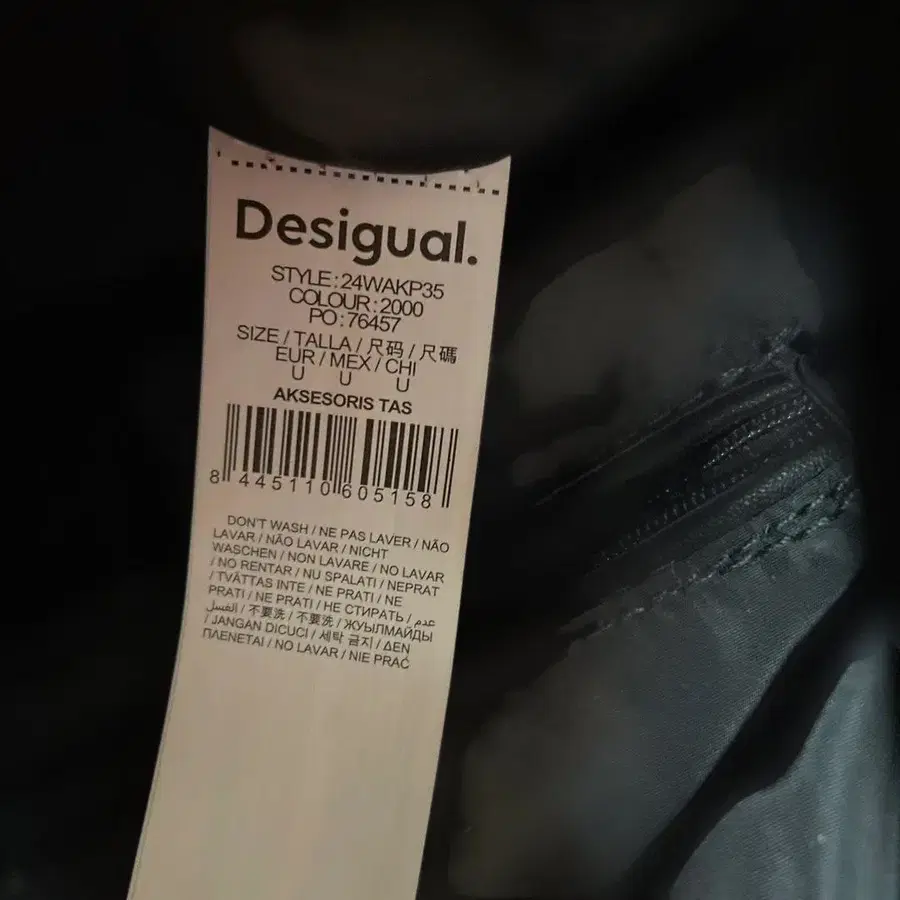 Desigual.
STYLE:24WAKP35
COLOUR:2000
PO:76457
SIZE / TALLA / 尺码 / 尺碼
EUR / MEX / CHI
U U U
AKSESORIS TAS
8 445110 605158
DON'T WASH / NE PAS LAVER / NÃO
LAVAR / NÃO LAVAR / NICHT
WASCHEN / NON LAVARE / NO LAVAR
/ NO RENTAR / NU SPALATI / NEPRAT
/ TVÄTTAS INTE / NE PRATI / NE
PRATI / NE PRATI / НЕ СТИРАТЬ / عدم
الغسل / 不要洗 / 不要洗 / ЖУЫЛМАЙДЫ
/ JANGAN DICUCI / 세탁 금지 / ΔΕΝ
ΠΛΕΝΕΤΑΙ / NO LAVAR / NIE PRAĆ